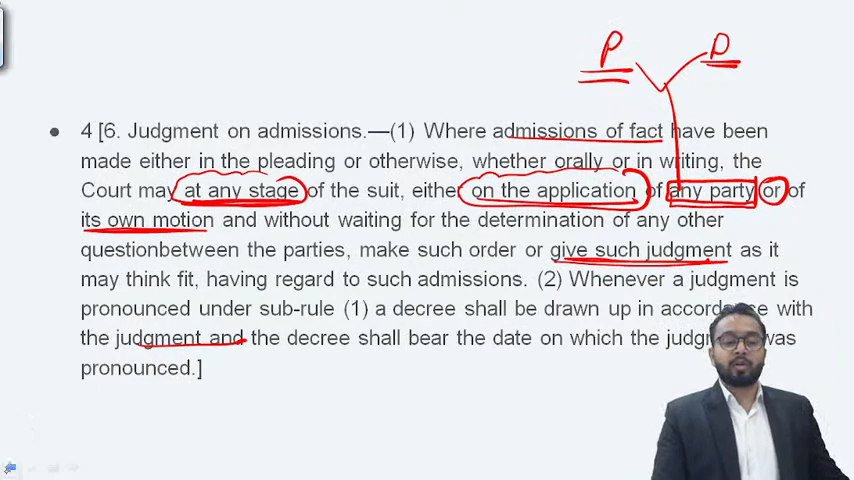 P
D
4 [6. Judgment on admissions.—(1) Where admissions of fact have been
made either in the pleading or otherwise, whether orally or in writing, the
Court may at any stage of the suit, either on the application of any party or of
its own motion and without waiting for the determination of any other
questionbetween the parties, make such order or give such judgment as it
may think fit, having regard to such admissions. (2) Whenever a judgment is
pronounced under sub-rule (1) a decree shall be drawn up in accordance with
the judgment and the decree shall bear the date on which the was
pronounced.]